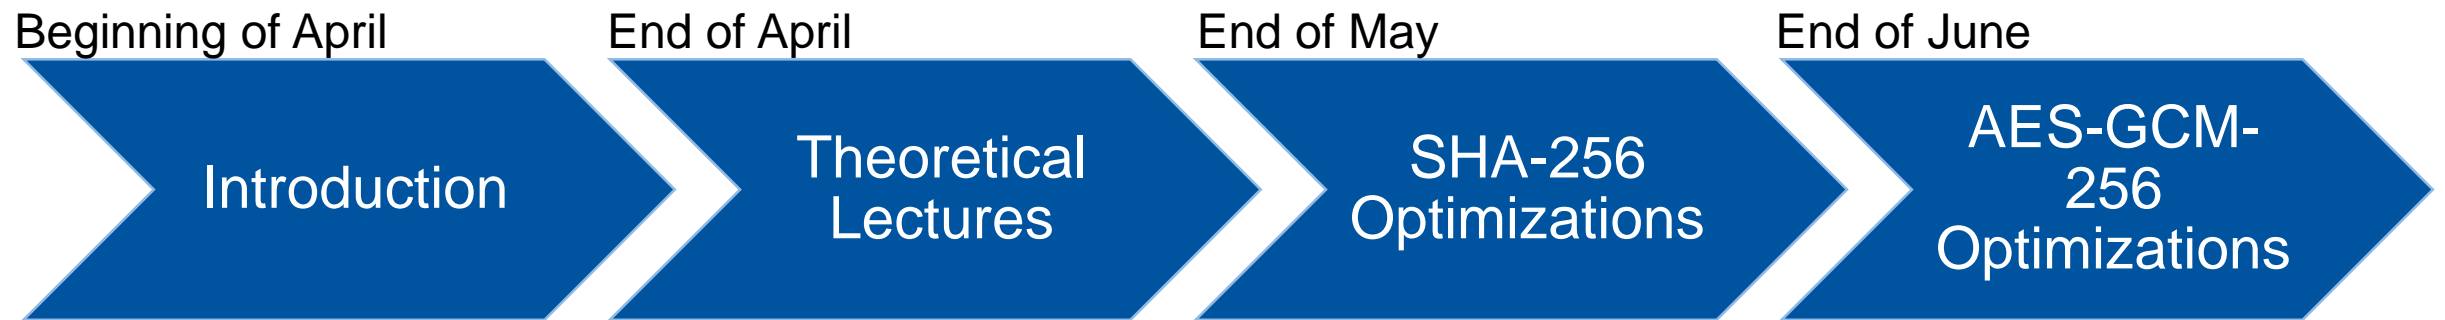 Beginning of April
End of April
End of May
End of June
Introduction
Theoretical
Lectures
SHA-256
Optimizations
AES-GCM-
256
Optimizations